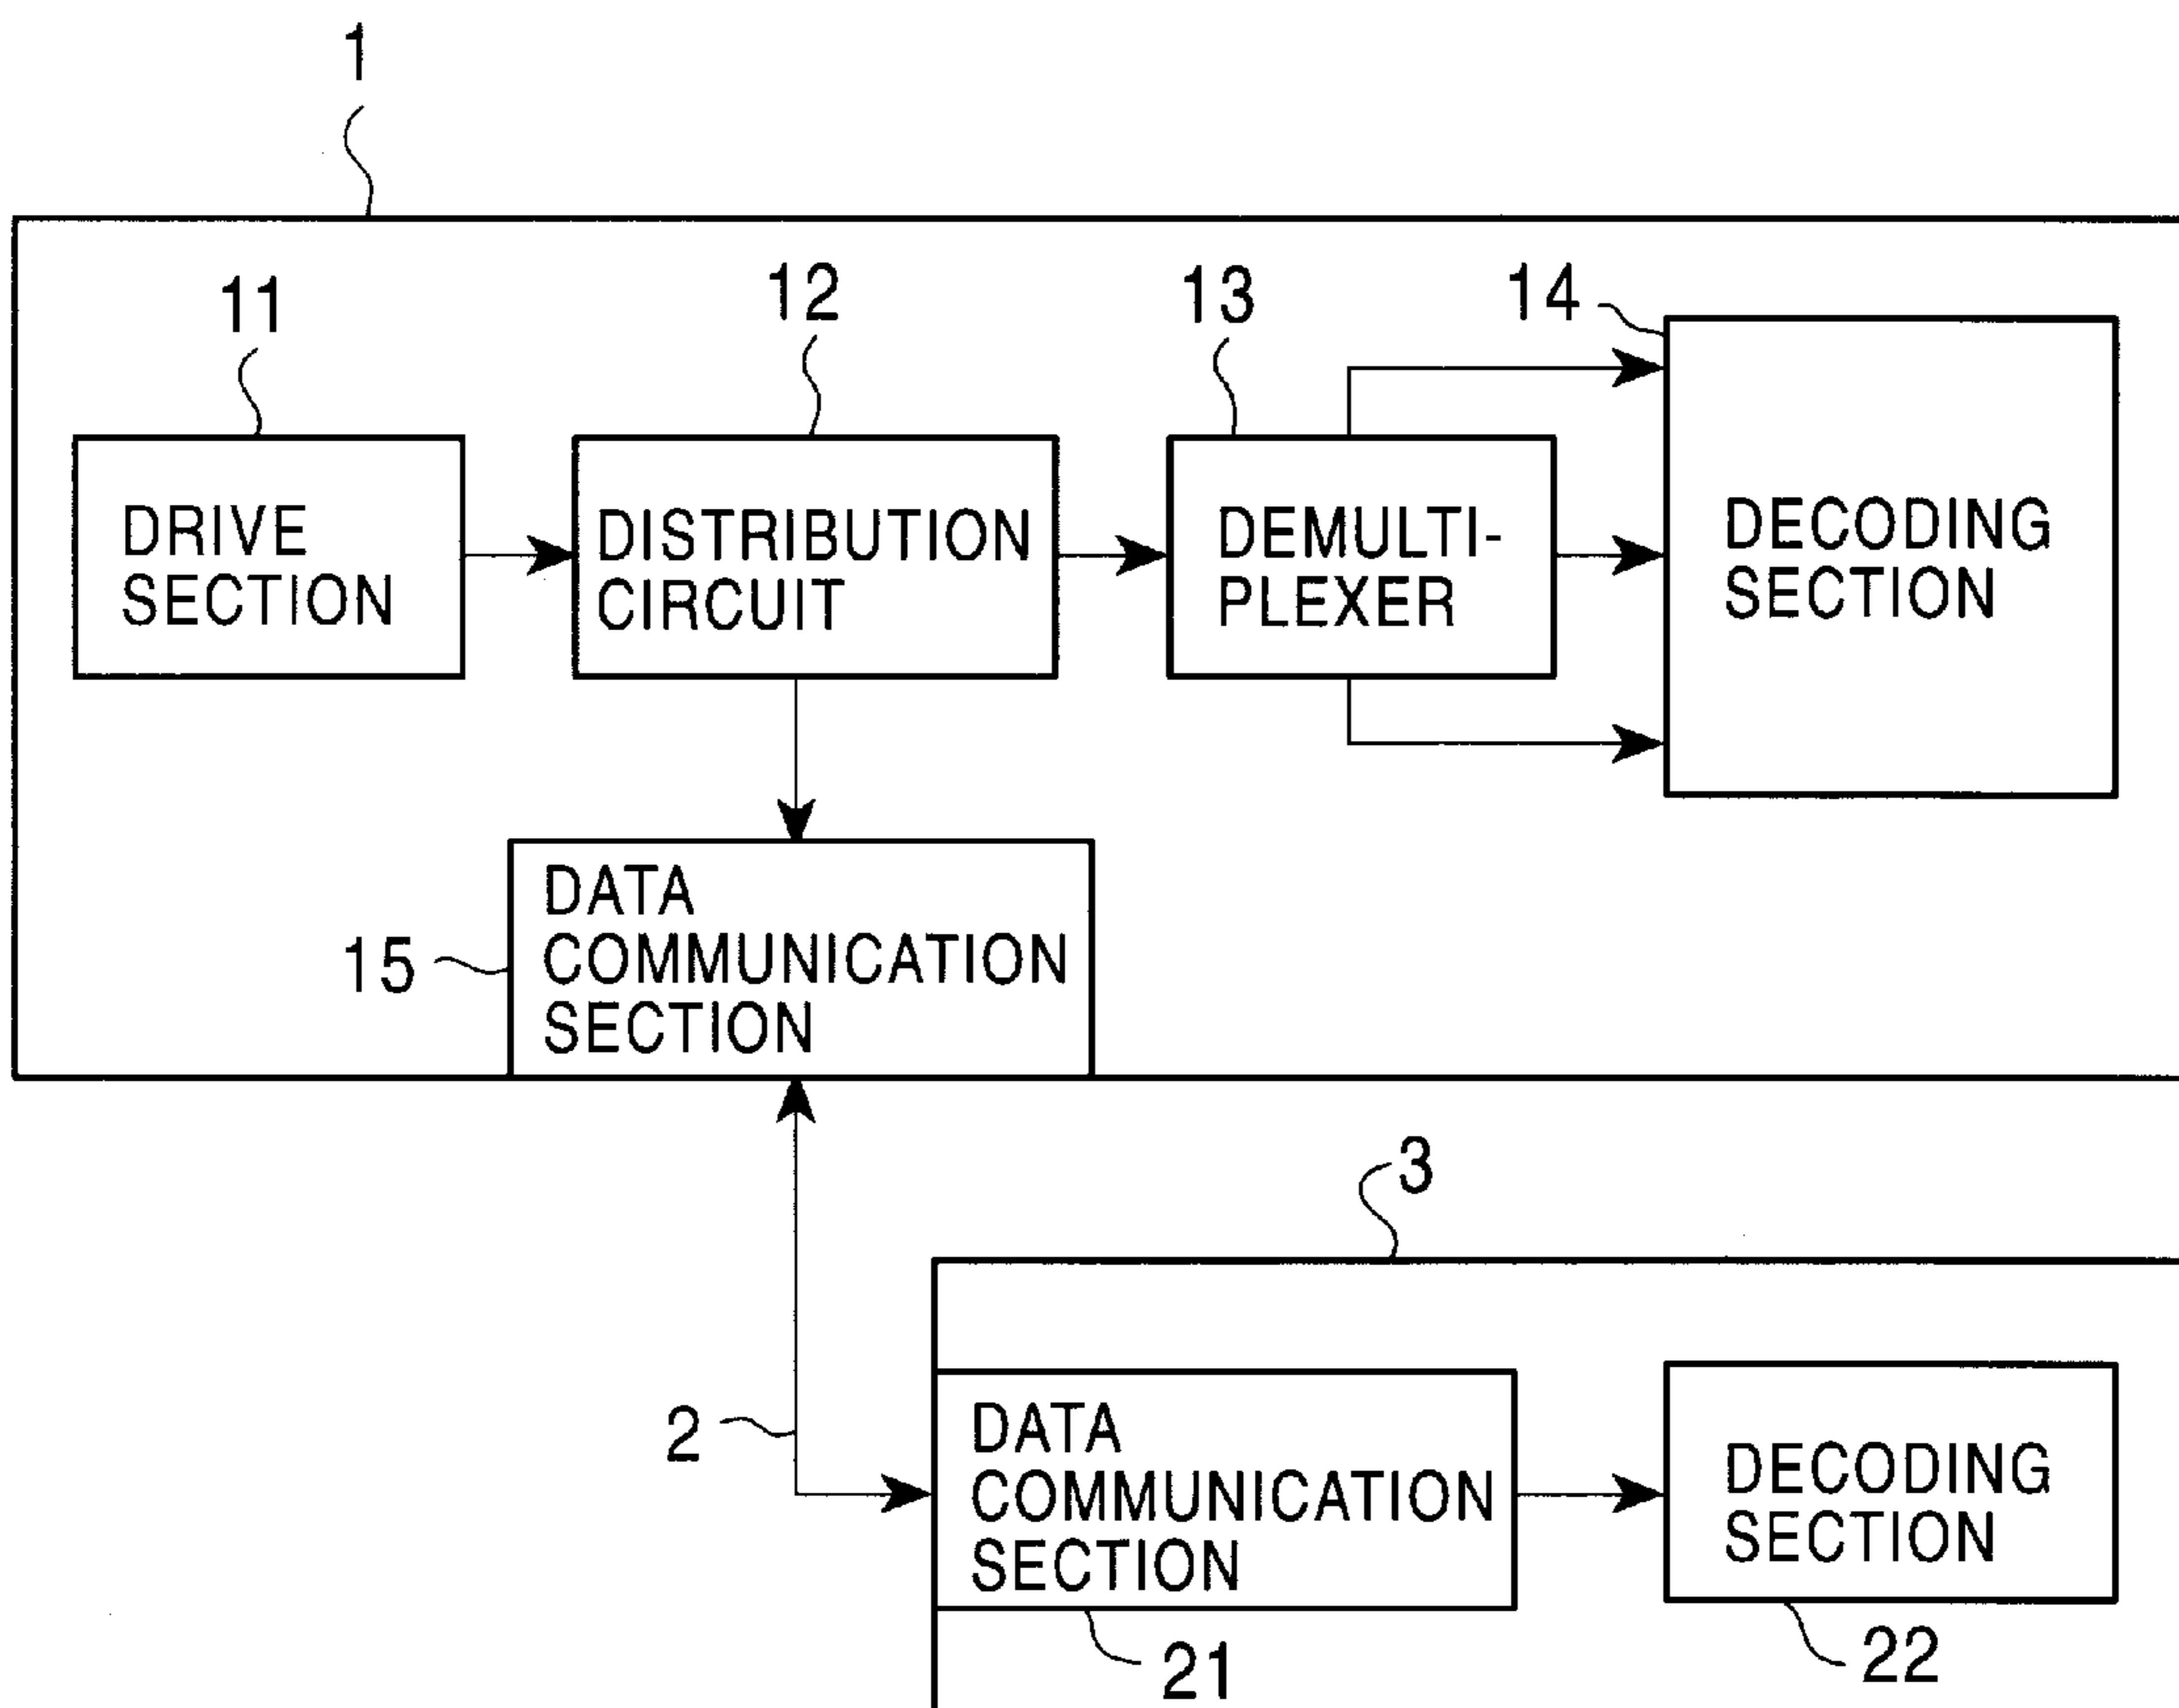 1
11
12
13
14
DRIVE
SECTION
DISTRIBUTION
CIRCUIT
DEMULTI-
PLEXER
DECODING
SECTION
15
DATA
COMMUNICATION
SECTION
3
2
DATA
COMMUNICATION
SECTION
DECODING
SECTION
21
22